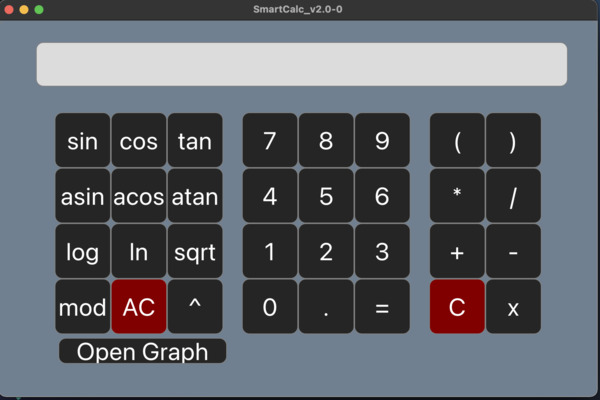 SmartCalc_v2.0-0
sin cos tan 7 8 9 ( )
asin acos atan 4 5 6 * /
log ln sqrt 1 2 3 + -
mod AC ^ 0 . = C x
Open Graph